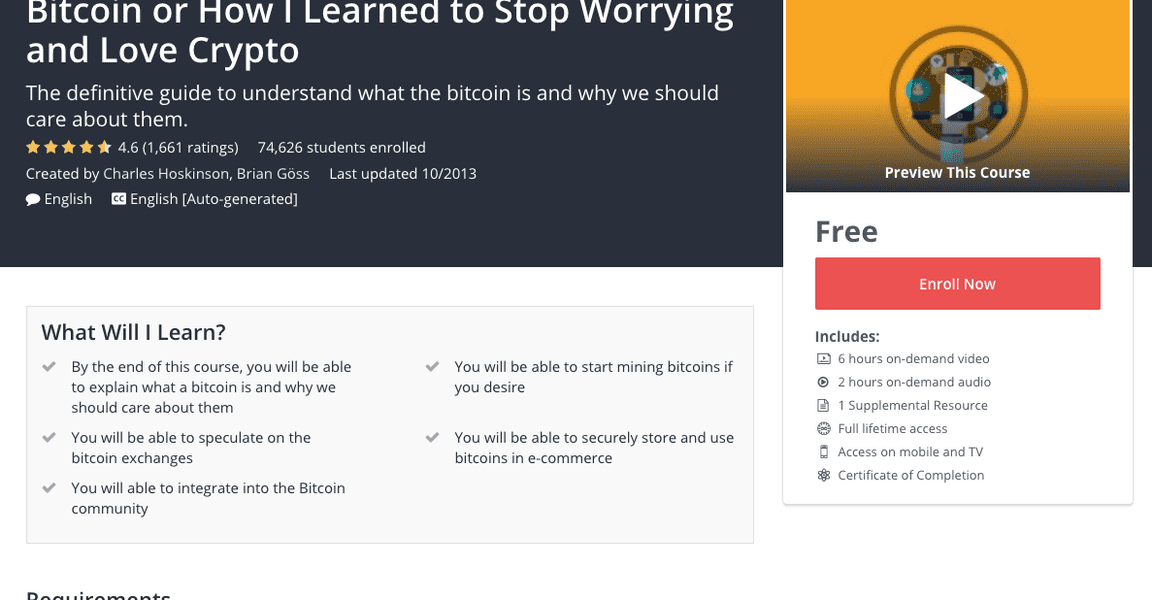 Bitcoin or How I Learned to Stop Worrying
and Love Crypto
The definitive guide to understand what the bitcoin is and why we should
care about them.
4.6 (1,661 ratings) 74,626 students enrolled
Created by Charles Hoskinson, Brian Göss Last updated 10/2013
English CC English [Auto-generated]
Preview This Course
Free
Enroll Now
Includes:
6 hours on-demand video
2 hours on-demand audio
1 Supplemental Resource
Full lifetime access
Access on mobile and TV
Certificate of Completion
What Will I Learn?
By the end of this course, you will be able
to explain what a bitcoin is and why we
should care about them
You will be able to start mining bitcoins if
you desire
You will be able to speculate on the
bitcoin exchanges
You will be able to securely store and use
bitcoins in e-commerce
You will able to integrate into the Bitcoin
community
Requirements